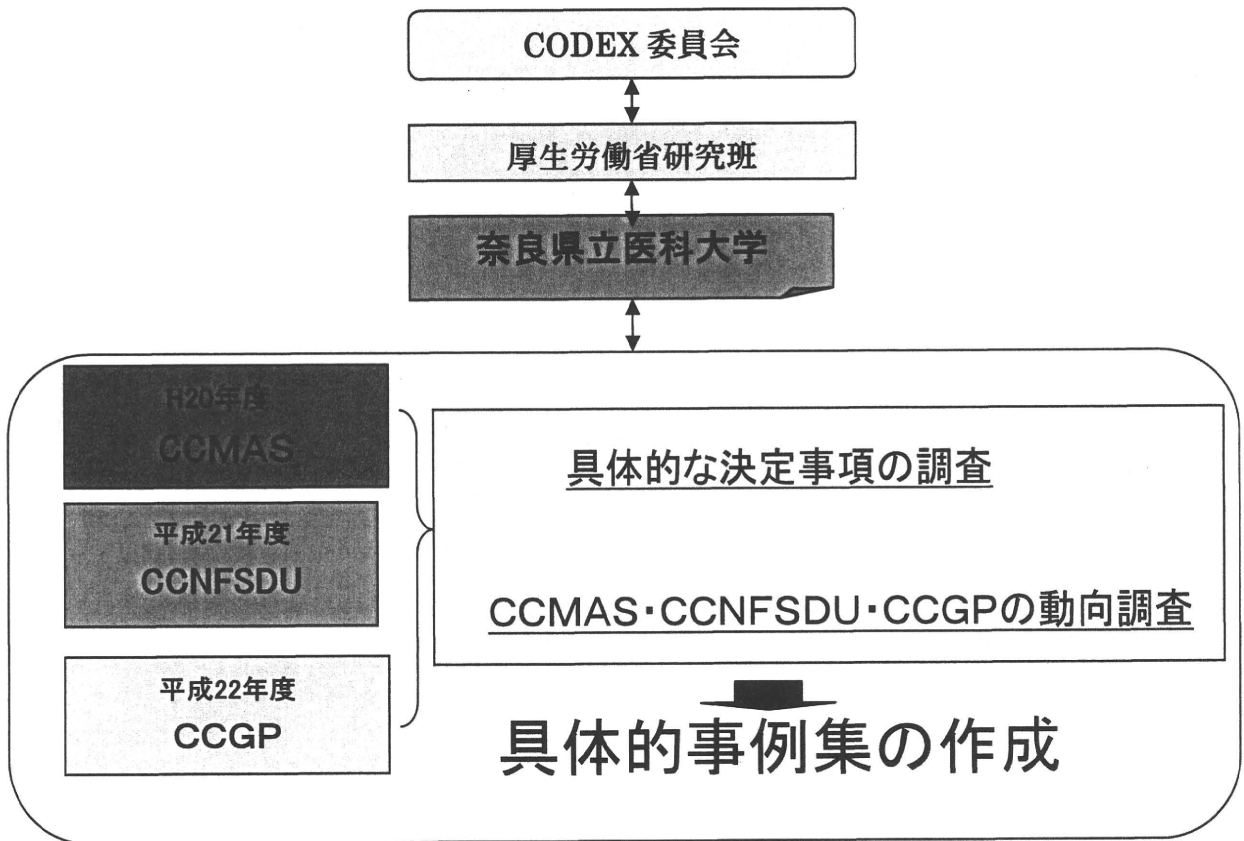 CODEX 委員会
厚生労働省研究班
奈良県立医科大学
H20年度
CCMAS
平成21年度
CCNFSDU
平成22年度
CCGP
具体的な決定事項の調査
CCMAS・CCNFSDU・CCGPの動向調査
具体的事例集の作成